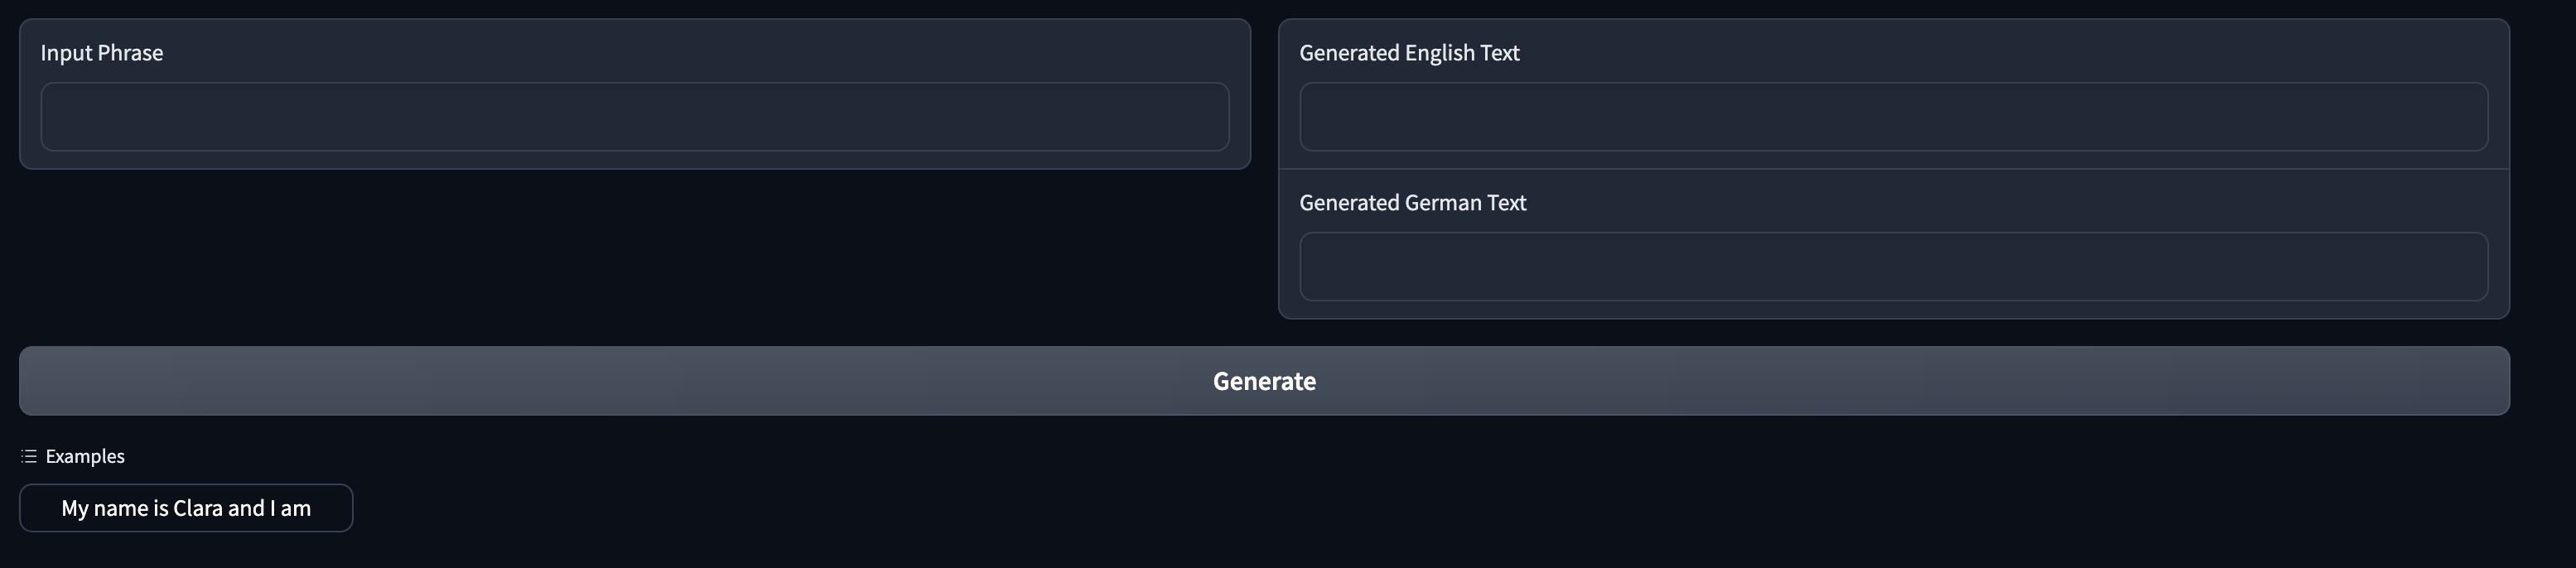 Input Phrase
Generated English Text
Generated German Text
Generate
Examples
My name is Clara and I am